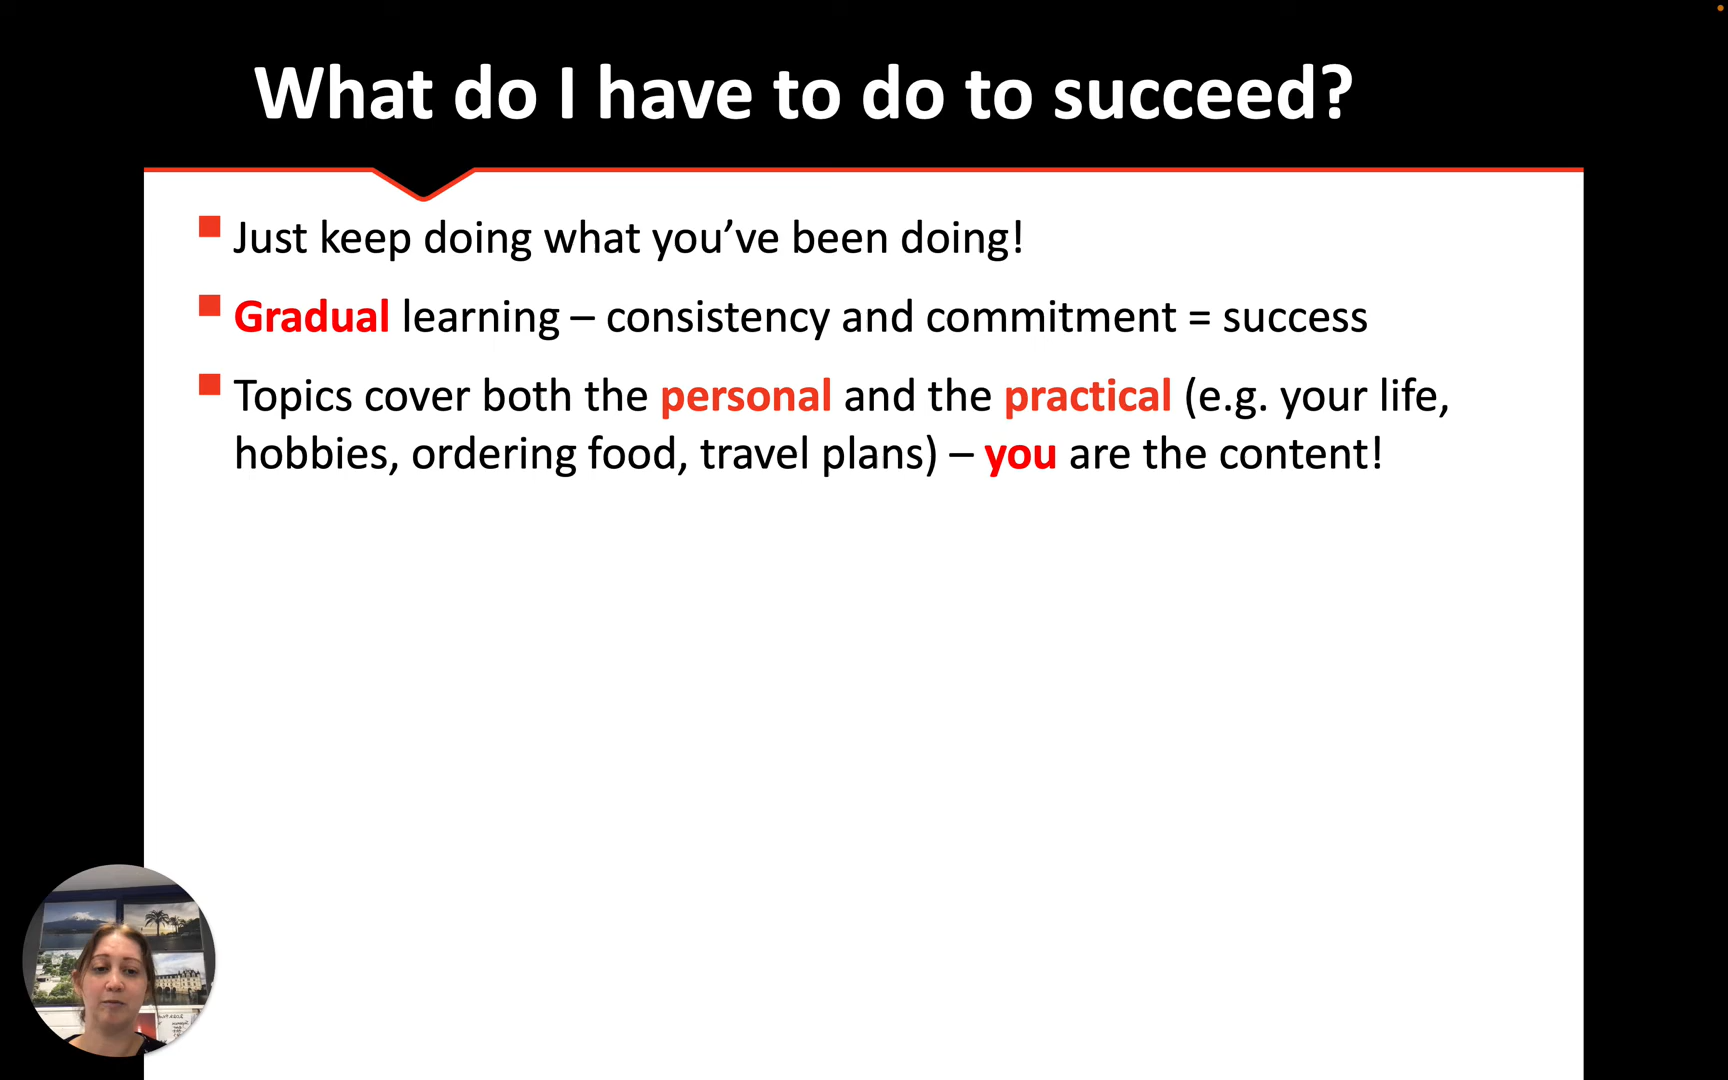 What do I have to do to succeed?
Just keep doing what you’ve been doing!
Gradual learning – consistency and commitment = success
Topics cover both the personal and the practical (e.g. your life,
hobbies, ordering food, travel plans) – you are the content!